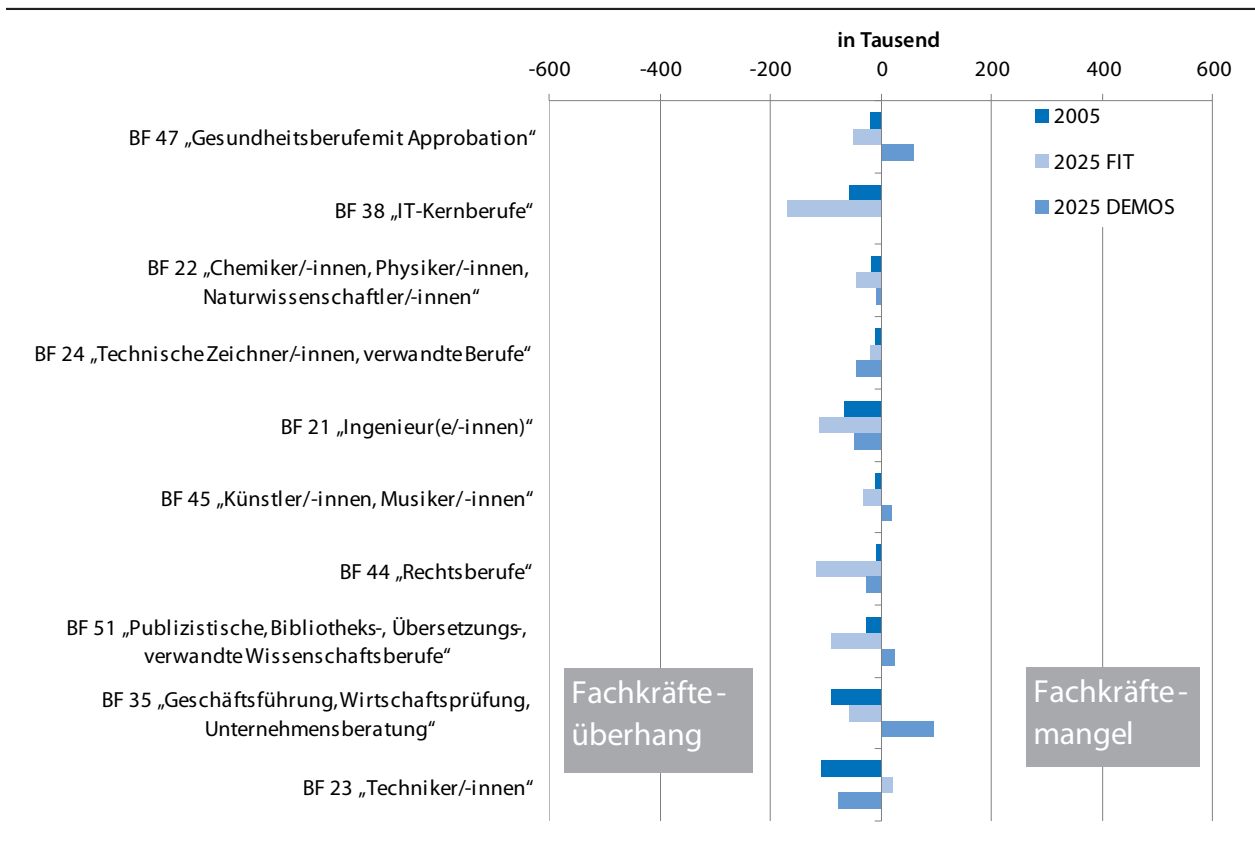 in Tausend
-600 -400 -200 0 200 400 600
2005
2025 FIT
2025 DEMOS
BF 47 „Gesundheitsberufe mit Approbation“
BF 38 „IT-Kernberufe“
BF 22 „Chemiker/-innen, Physiker/-innen,
Naturwissenschaftler/-innen“
BF 24 „Technische Zeichner/-innen, verwandte Berufe“
BF 21 „Ingenieur(e/-innen)“
BF 45 „Künstler/-innen, Musiker/-innen“
BF 44 „Rechtsberufe“
BF 51 „Publizistische, Bibliotheks-, Übersetzungs-,
verwandte Wissenschaftsberufe“
BF 35 „Geschäftsführung, Wirtschaftsprüfung,
Unternehmensberatung“
BF 23 „Techniker/-innen“
Fachkräfte-
überhang
Fachkräfte-
mangel